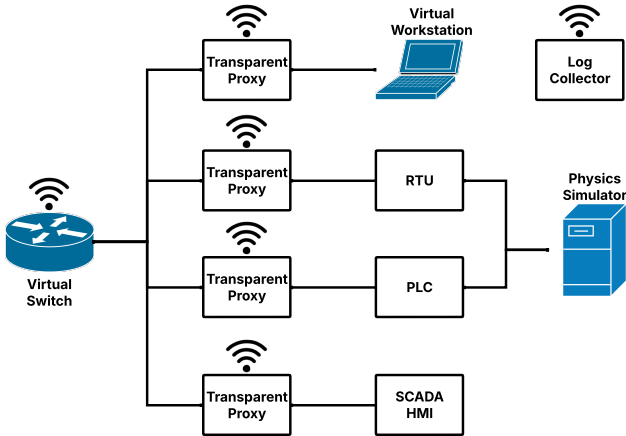 Virtual
Workstation
Transparent
Proxy
Log
Collector
Transparent
Proxy
RTU
Physics
Simulator
Virtual
Switch
Transparent
Proxy
PLC
Transparent
Proxy
SCADA
HMI